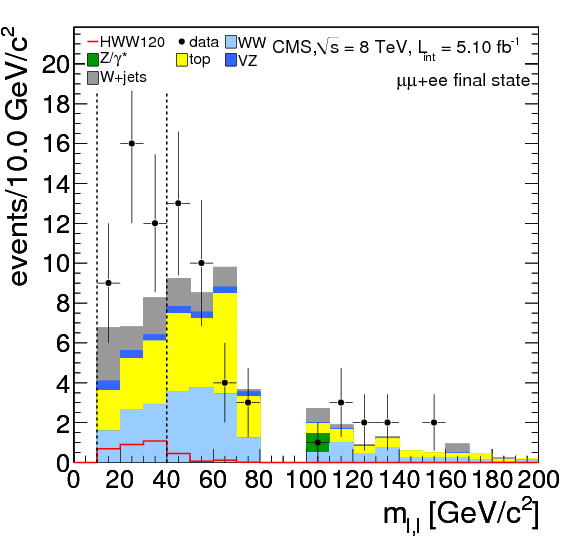 HWW120 data WW
Z/γ* top VZ
W+jets
CMS,√s = 8 TeV, L_int = 5.10 fb⁻¹
μμ+ee final state
events/10.0 GeV/c²
20
18
16
14
12
10
8
6
4
2
0
0 20 40 60 80 100 120 140 160 180 200
m_l,l [GeV/c²]